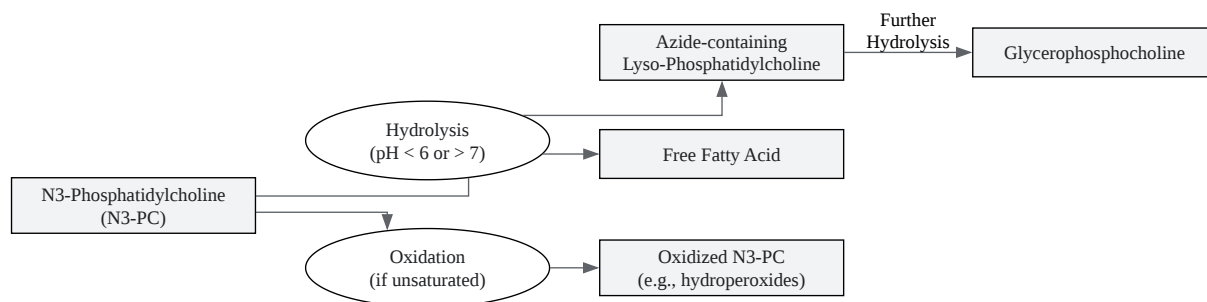 Further
Hydrolysis
Azide-containing
Lyso-Phosphatidylcholine
Glycerophosphocholine
Hydrolysis
(pH < 6 or > 7)
Free Fatty Acid
N3-Phosphatidylcholine
(N3-PC)
Oxidation
(if unsaturated)
Oxidized N3-PC
(e.g., hydroperoxides)